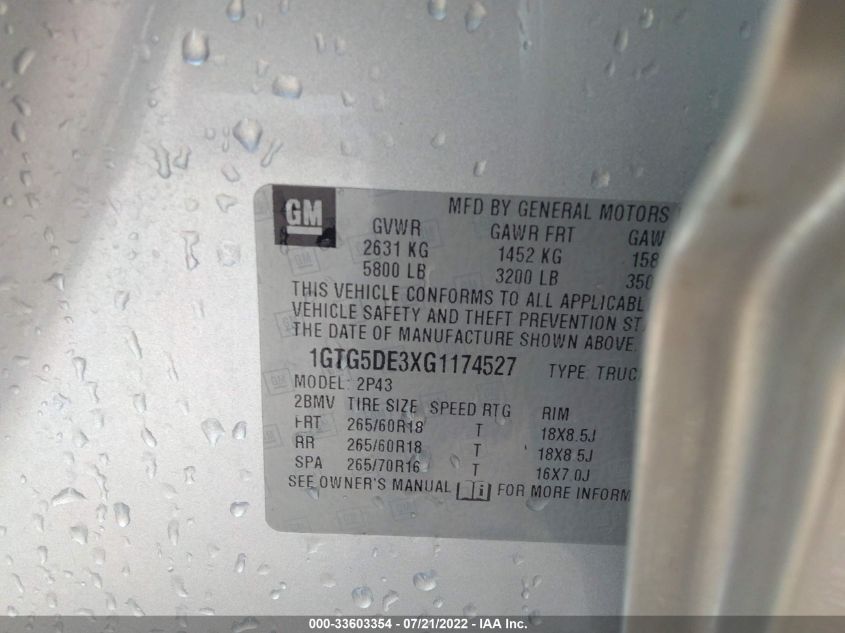 GM
MFD BY GENERAL MOTORS
GVWR GAWR FRT GAW
2631 KG 1452 KG 158
5800 LB 3200 LB 350
THIS VEHICLE CONFORMS TO ALL APPLICABL
VEHICLE SAFETY AND THEFT PREVENTION ST
THE DATE OF MANUFACTURE SHOWN ABOVE.
1GTG5DE3XG1174527 TYPE: TRUC
MODEL: 2P43
2BMV TIRE SIZE SPEED RTG RIM
FRT 265/60R18 T 18X8.5J
RR 265/60R18 T 18X8.5J
SPA 265/70R16 T 16X7.0J
SEE OWNER'S MANUAL i FOR MORE INFORM
000-33603354 - 07/21/2022 - IAA Inc.